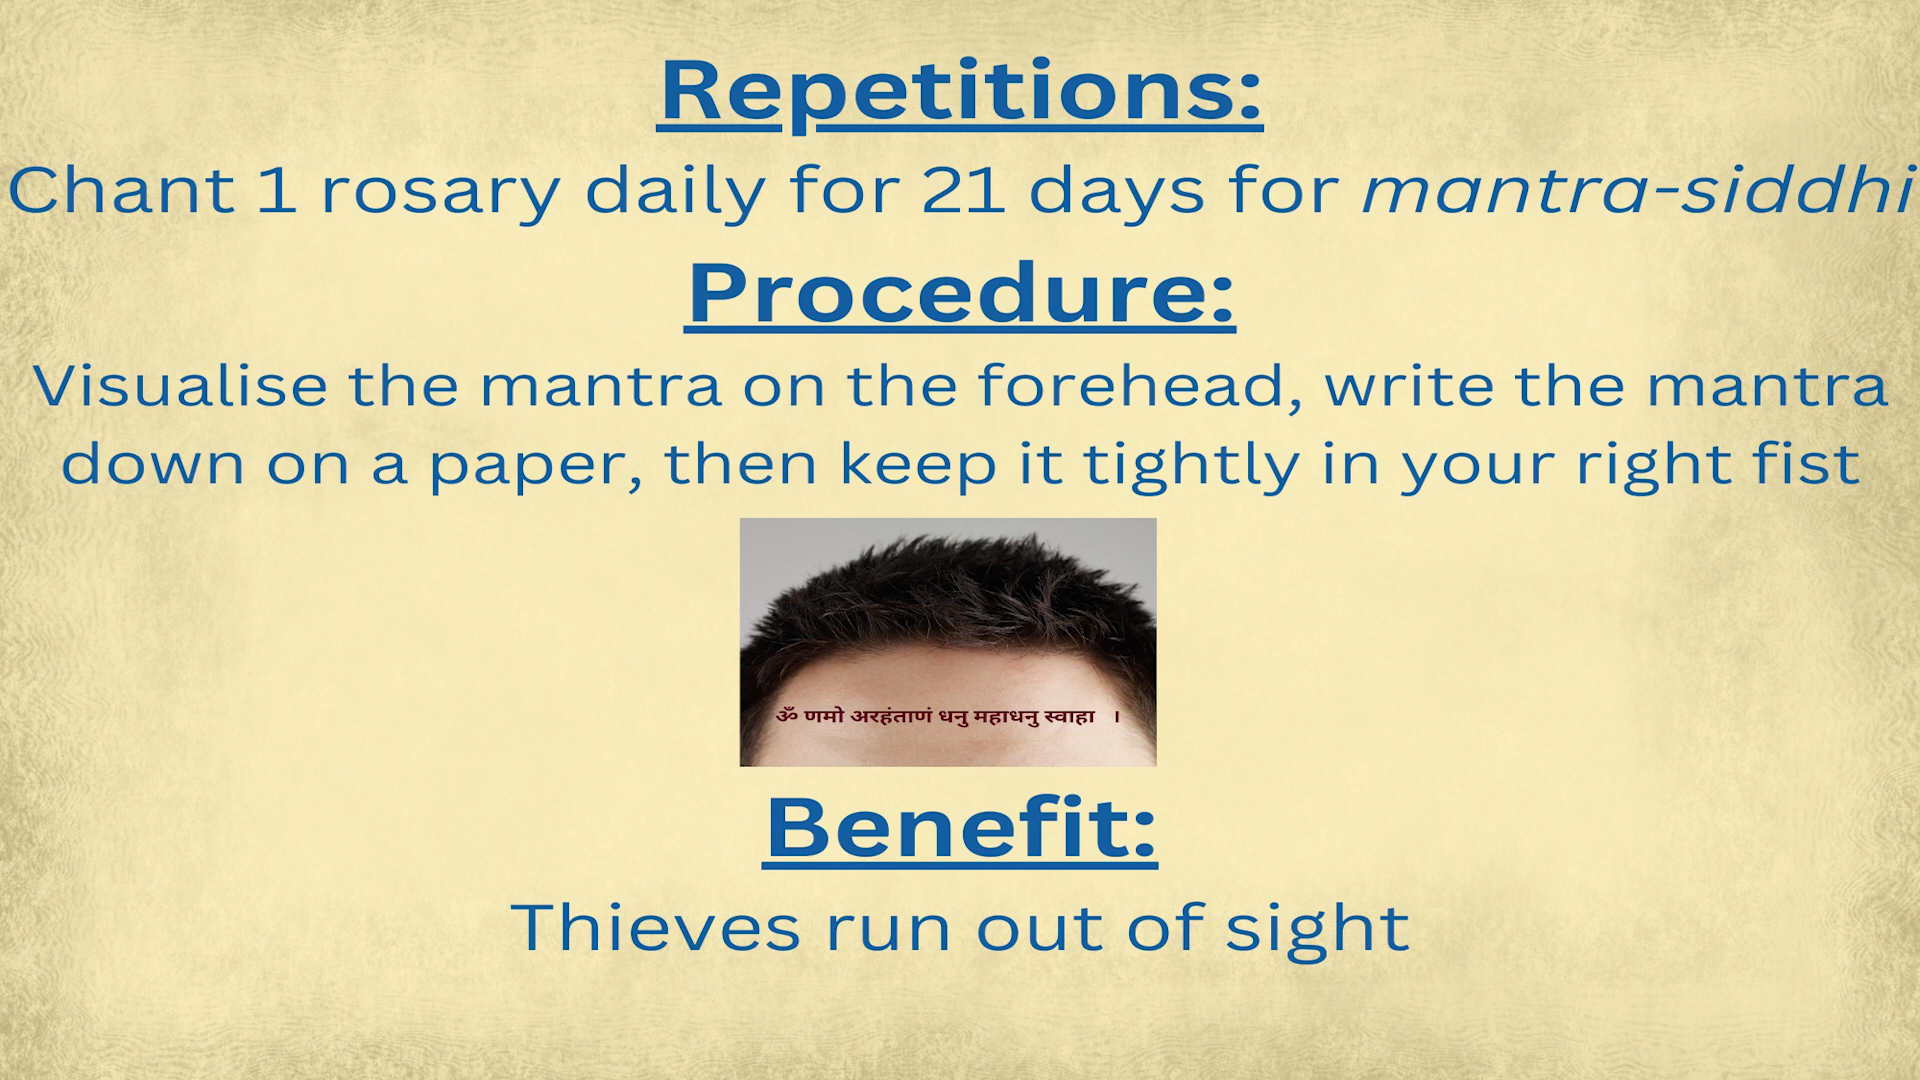 Repetitions:
Chant 1 rosary daily for 21 days for mantra-siddhi
Procedure:
Visualise the mantra on the forehead, write the mantra
down on a paper, then keep it tightly in your right fist
ॐ णमो अरहंताणं धनु महाधनु स्वाहा ।
Benefit:
Thieves run out of sight